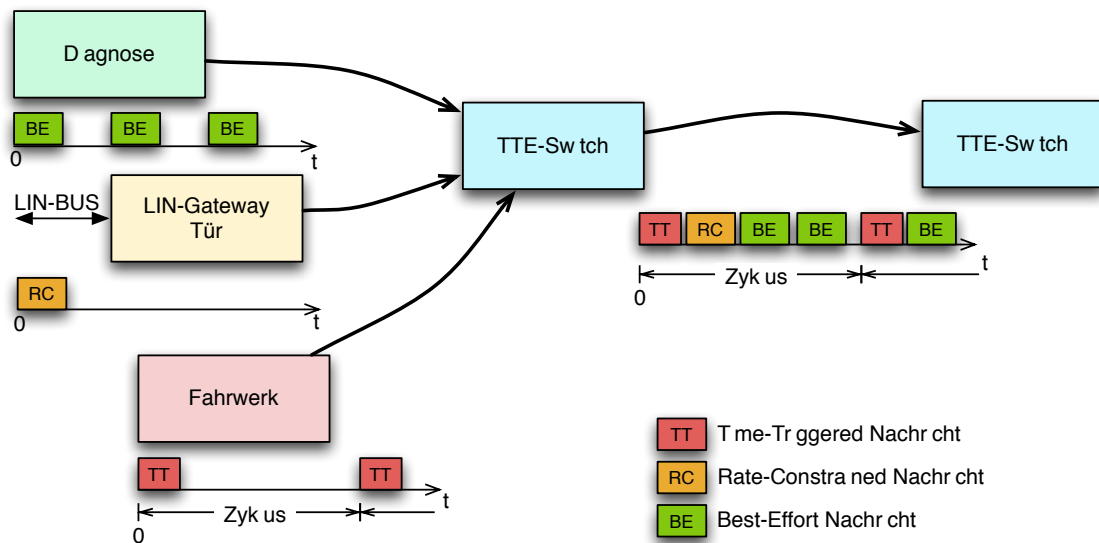 D agnose
BE BE BE
0 t
LIN-BUS
LIN-Gateway
Tür
RC
0 t
Fahrwerk
TT TT
Zyk us
0 t
TTE-Sw tch
TTE-Sw tch
TT RC BE BE TT BE
Zyk us
0 t
TT T me-Tr ggered Nachr cht
RC Rate-Constra ned Nachr cht
BE Best-Effort Nachr cht